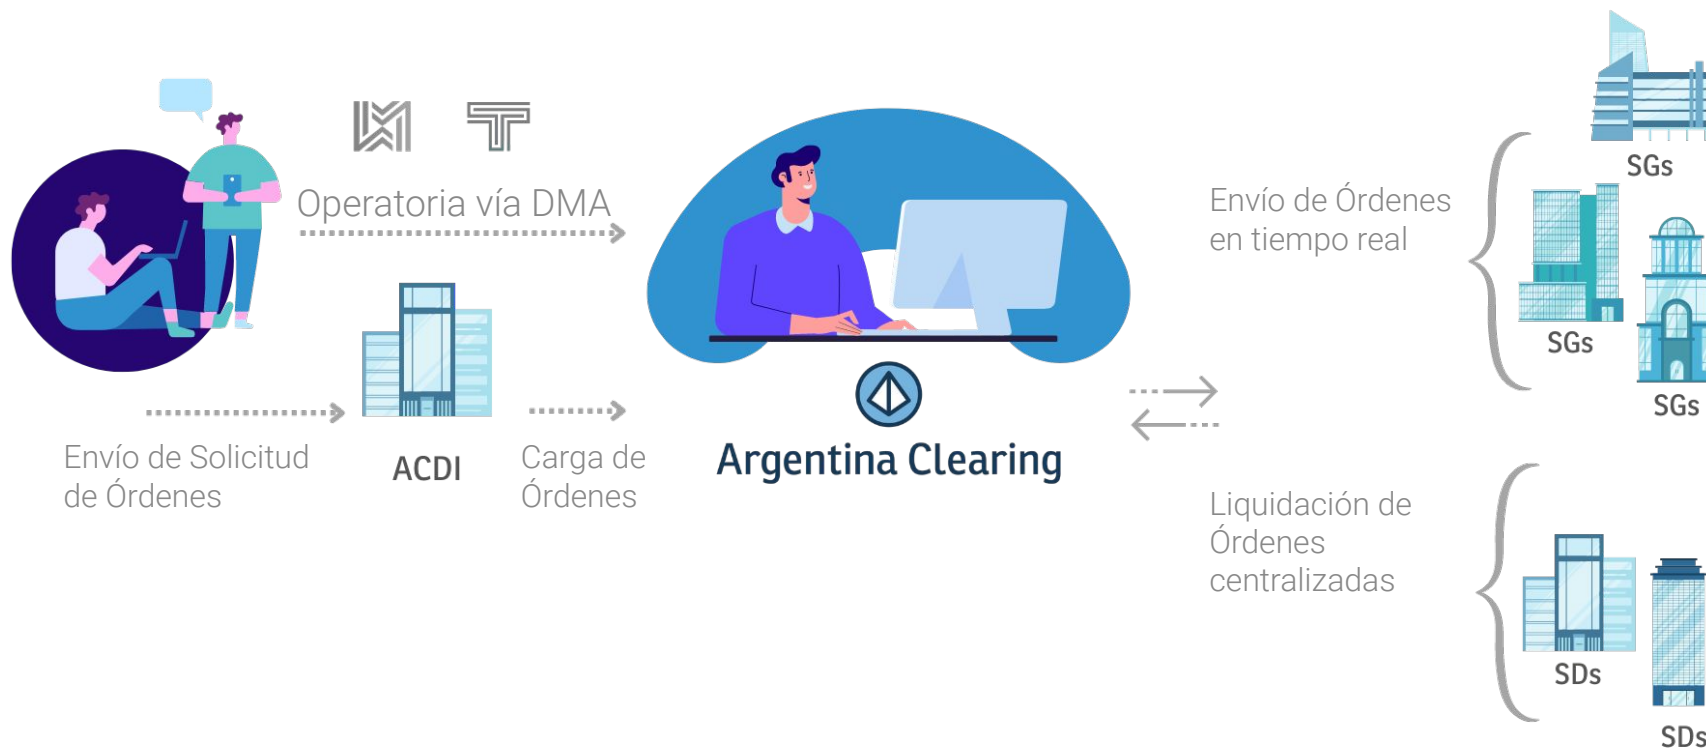 Operatoria vía DMA
Envío de Solicitud
de Órdenes
ACDI
Carga de
Órdenes
Argentina Clearing
Envío de Órdenes
en tiempo real
SGs
SGs
SGs
Liquidación de
Órdenes
centralizadas
SDs
SDs